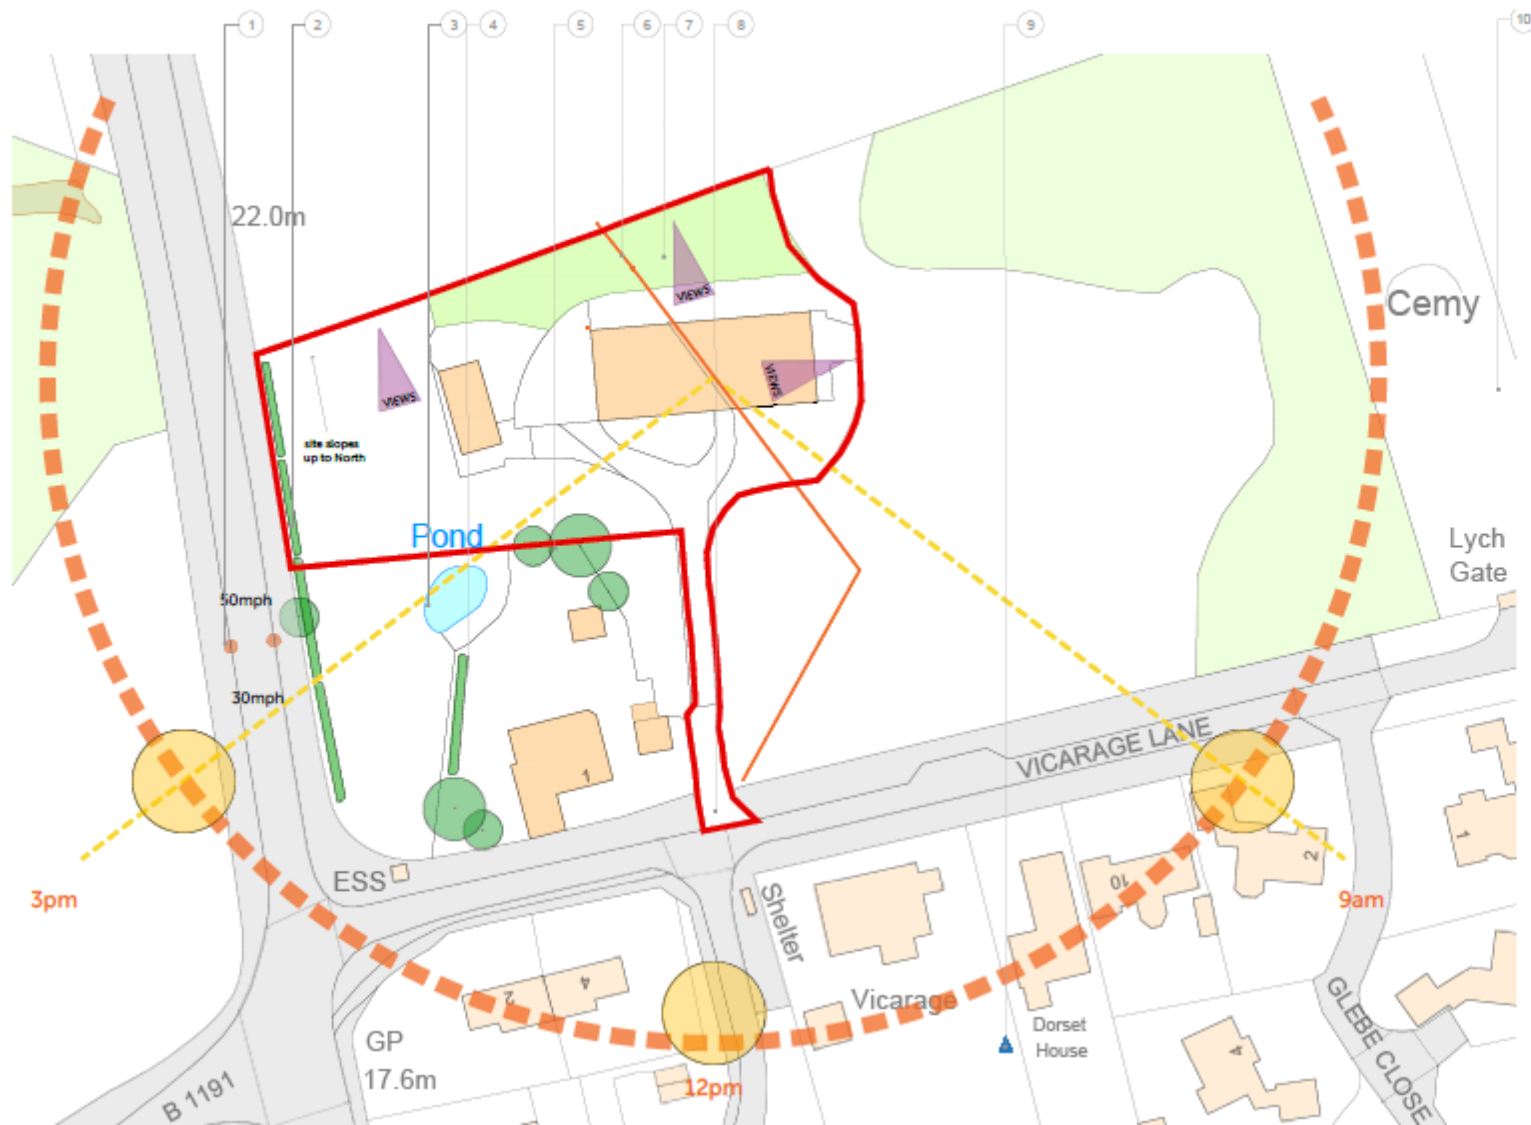 1
2
3
4
5
6
7
8
9
10
22.0m
Cemy
VIEWS
VIEWS
VIEWS
site slopes
up to North
Pond
Lych
Gate
50mph
30mph
VICARAGE LANE
1
ESS
3pm
Shelter
10
2
1
9am
2
4
Vicarage
Dorset
House
GLEBE CLOSE
4
GP
17.6m
12pm
B 1191